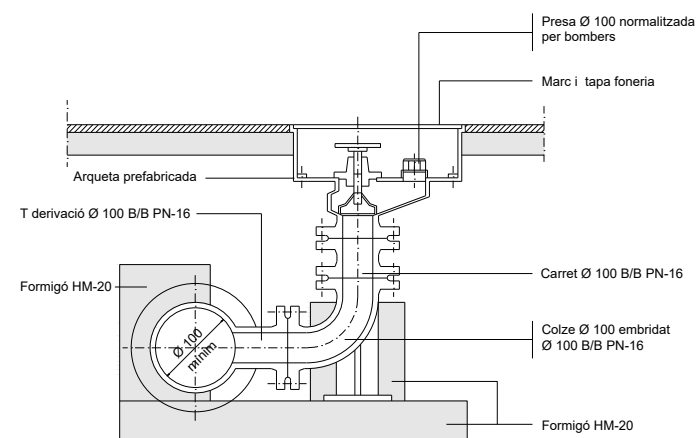 Presa Ø 100 normalitzada
per bombers
Marc i tapa foneria
Arqueta prefabricada
T derivació Ø 100 B/B PN-16
Carret Ø 100 B/B PN-16
Formigó HM-20
Ø 100
mínim
Colze Ø 100 embridat
Ø 100 B/B PN-16
Formigó HM-20